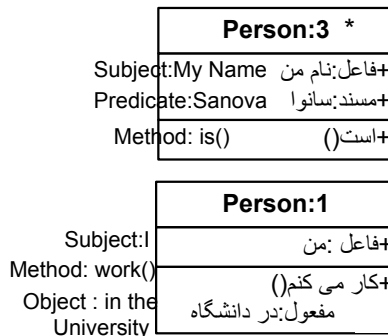 Person:3 *
Subject:My Name +فاعل:نام من
Predicate:Sanova +مسند:سانوا
Method: is() +است()
Person:1
Subject:I +فاعل :من
Method: work() +کار می کنم()
Object : in the University مفعول:در دانشگاه